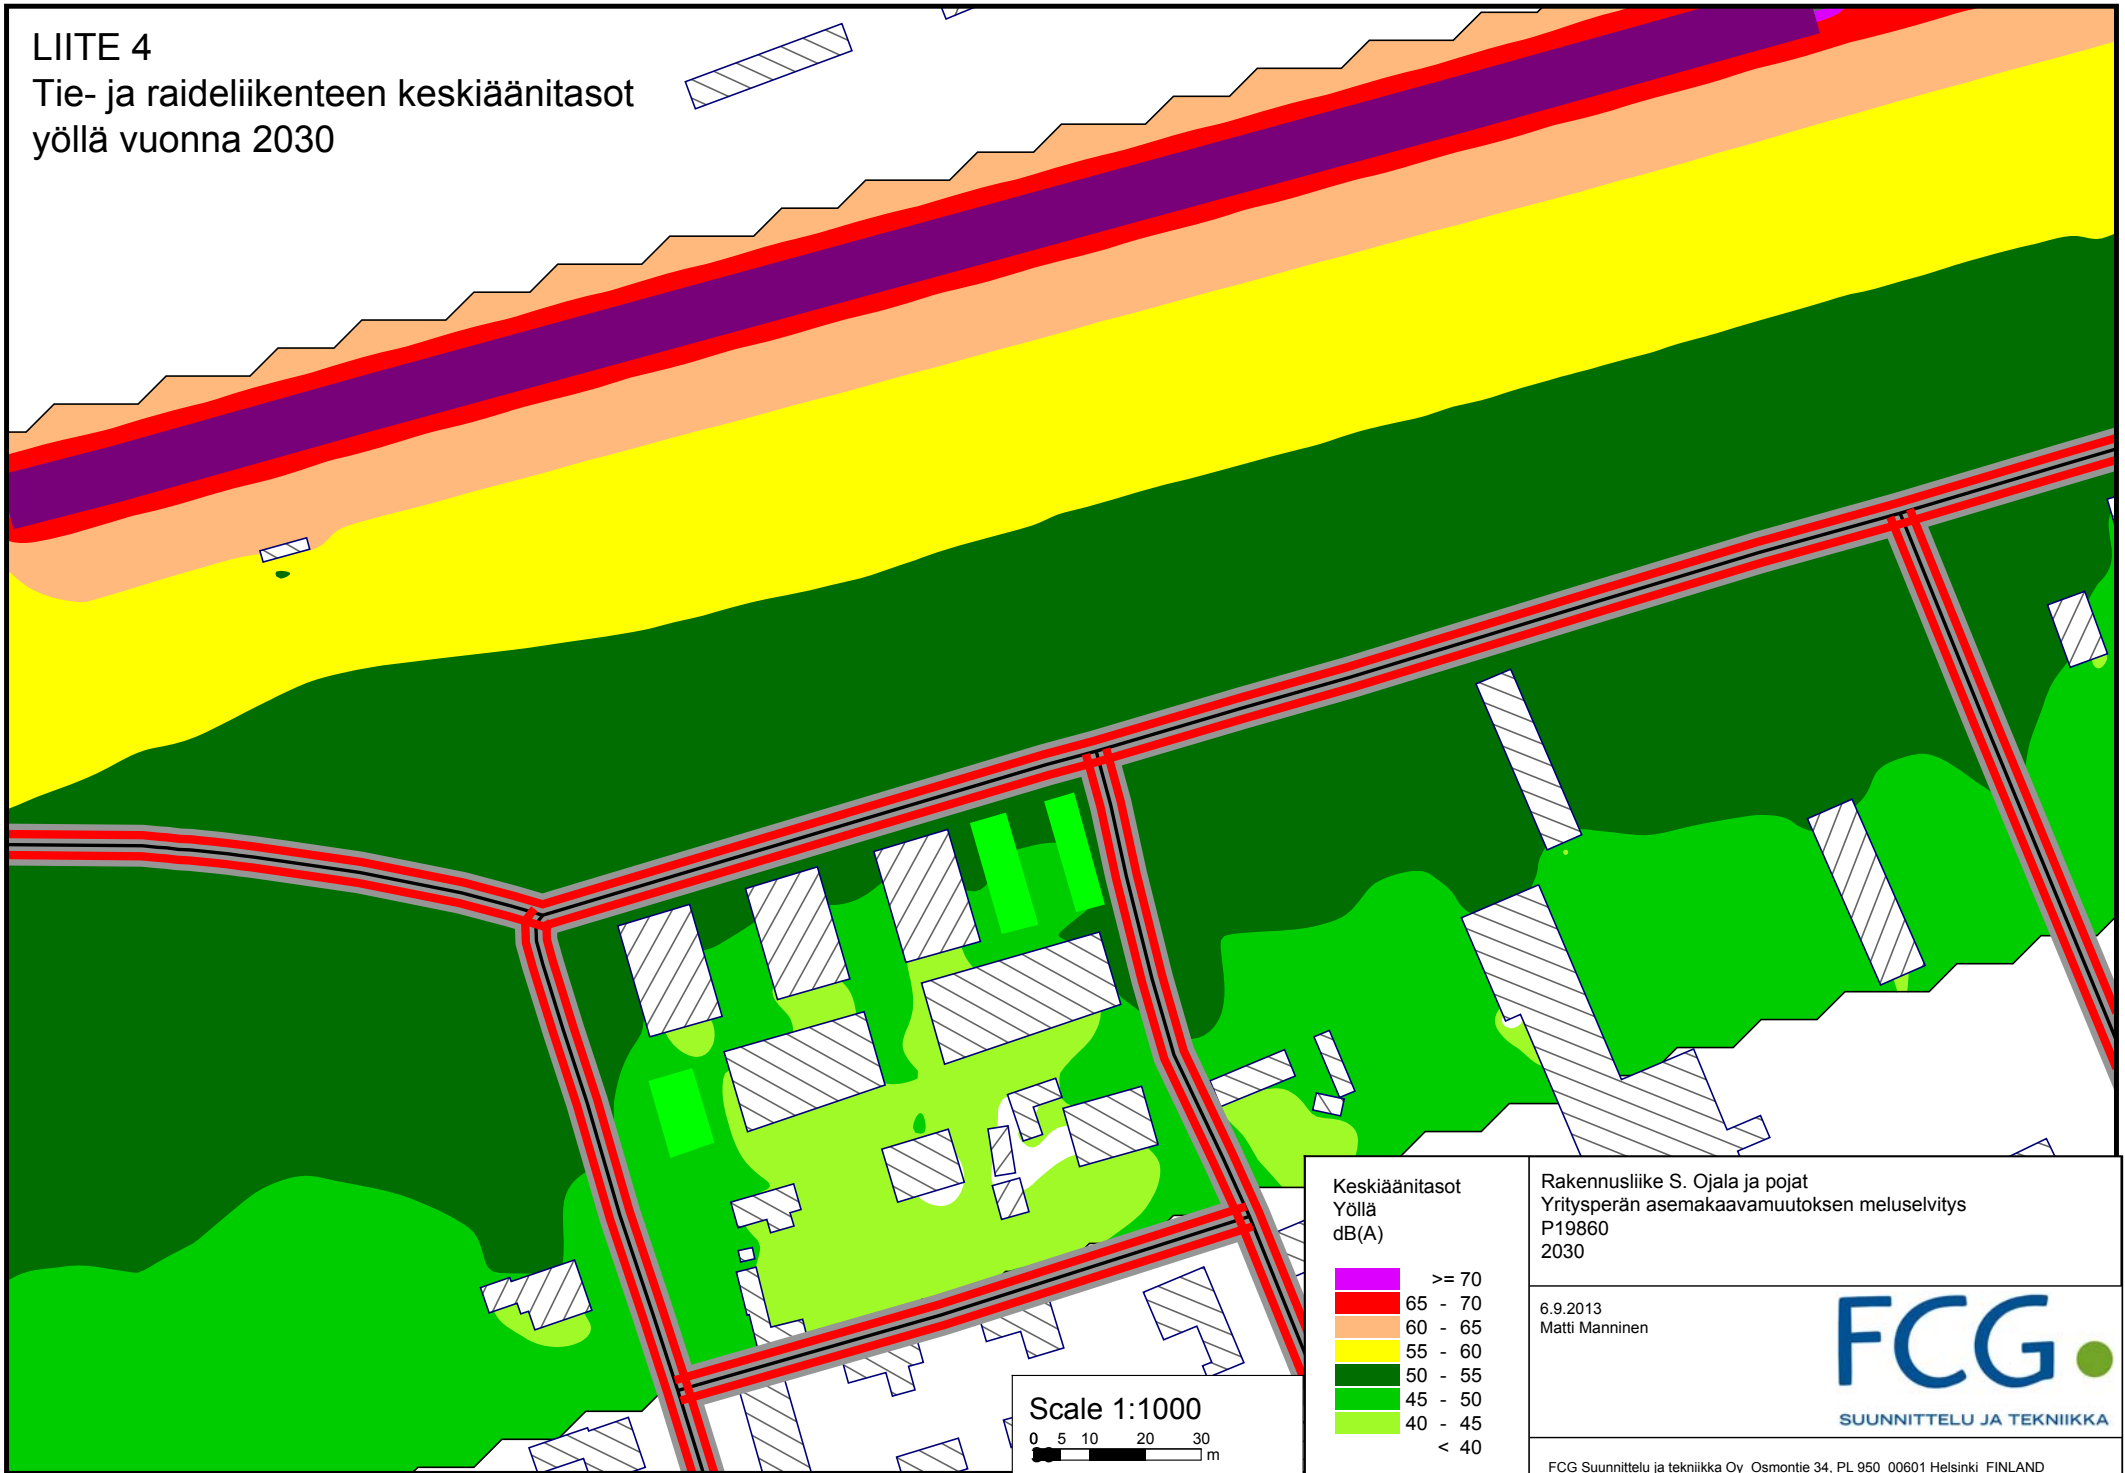 LIITE 4
Tie- ja raideliikenteen keskiäänitasot
yöllä vuonna 2030
Scale 1:1000
0 5 10 20 30
m
Keskiäänitasot
Yöllä
dB(A)
>= 70
65 - 70
60 - 65
55 - 60
50 - 55
45 - 50
40 - 45
< 40
Rakennusliike S. Ojala ja pojat
Yritysperän asemakaavamuutoksen meluselvitys
P19860
2030
6.9.2013
Matti Manninen
FCG
SUUNNITTELU JA TEKNIIKKA
FCG Suunnittelu ja tekniikka Oy Osmontie 34, PL 950 00601 Helsinki FINLAND